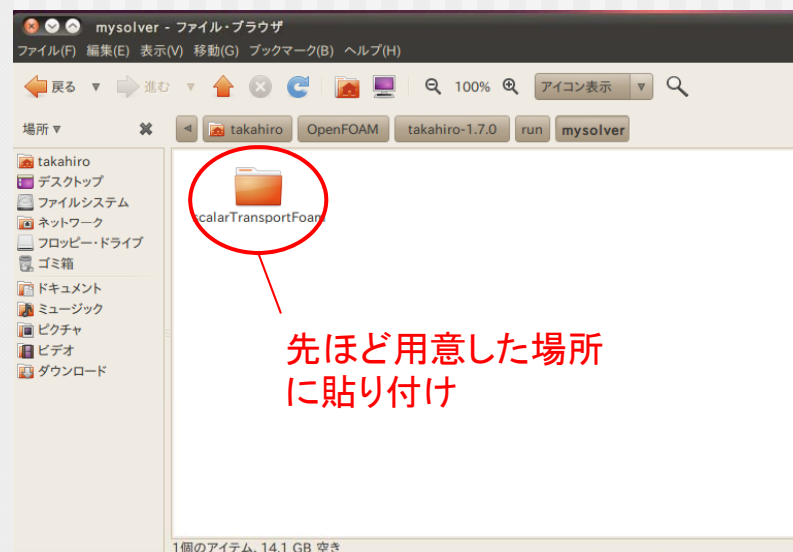 mysolver - ファイル・ブラウザ
ファイル(F) 編集(E) 表示(V) 移動(G) ブックマーク(B) ヘルプ(H)
戻る 進む 100% アイコン表示
場所 takahiro OpenFOAM takahiro-1.7.0 run mysolver
takahiro
デスクトップ
ファイルシステム
ネットワーク
フロッピー・ドライブ
ゴミ箱
ドキュメント
ミュージック
ピクチャ
ビデオ
ダウンロード
scalarTransportFoam
先ほど用意した場所
に貼り付け
1個のアイテム, 14.1 GB 空き